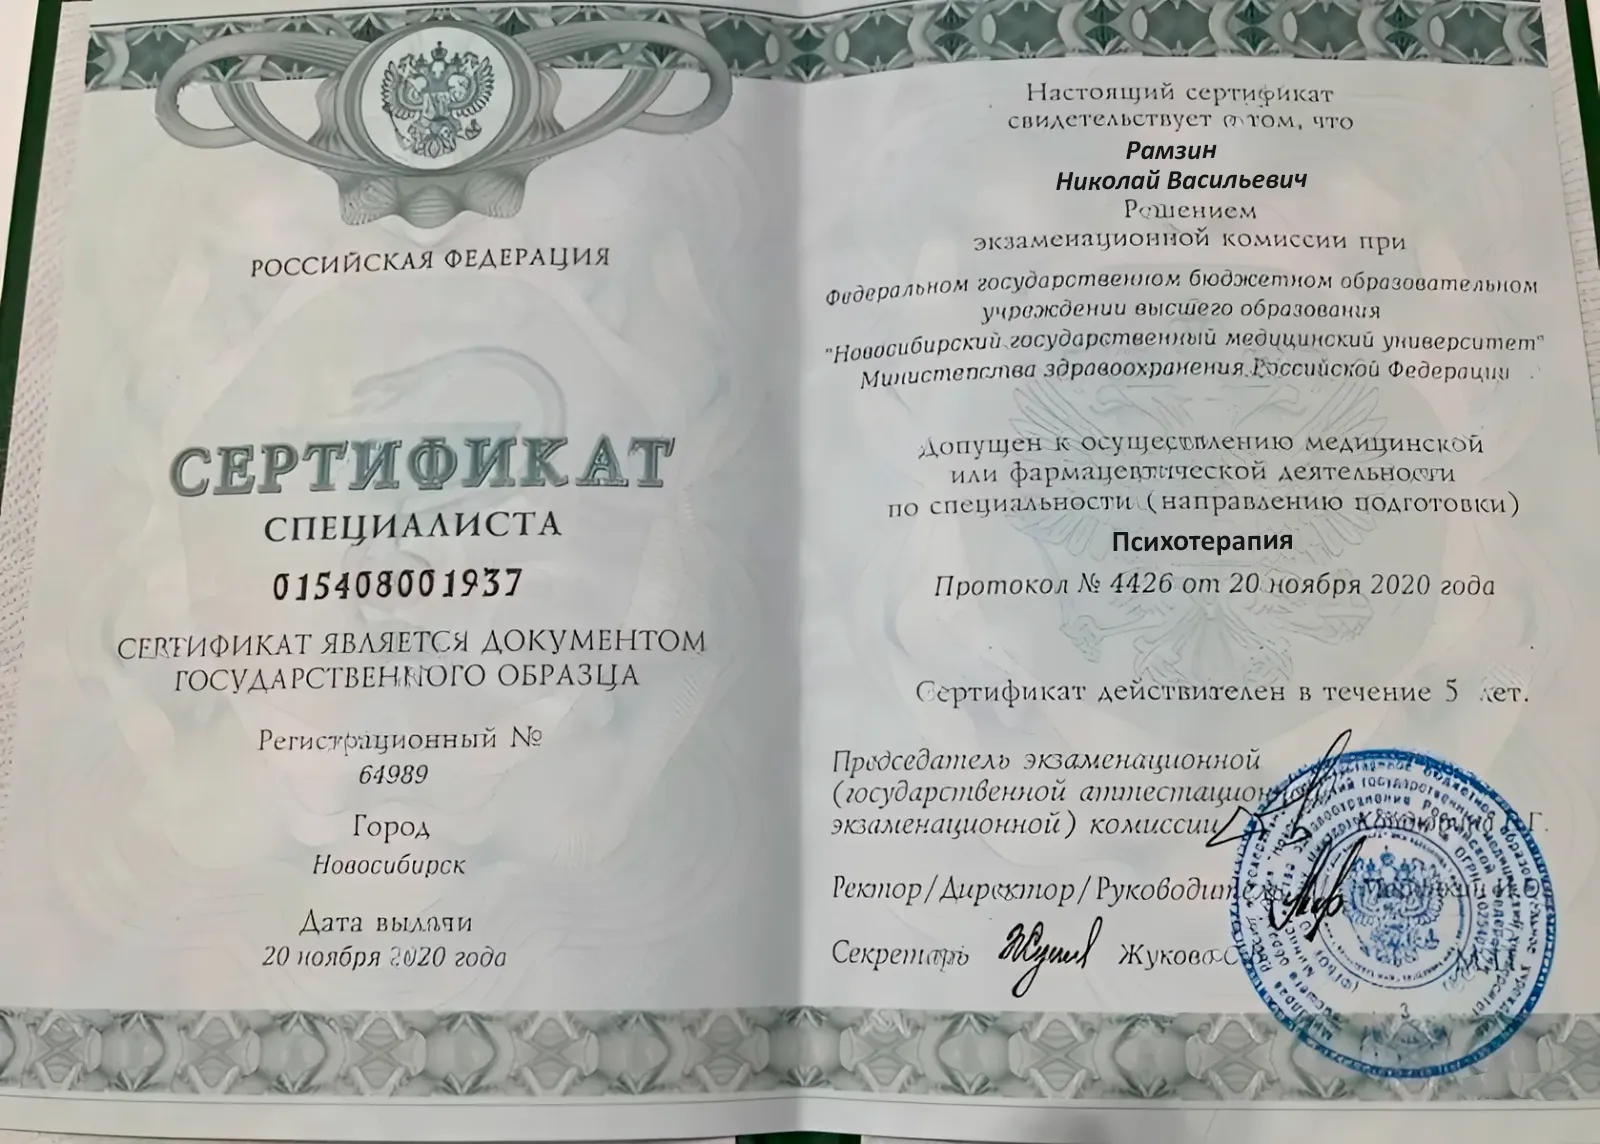 РОССИЙСКАЯ ФЕДЕРАЦИЯ
СЕРТИФИКАТ
СПЕЦИАЛИСТА
015408001937
СЕРТИФИКАТ ЯВЛЯЕТСЯ ДОКУМЕНТОМ
ГОСУДАРСТВЕННОГО ОБРАЗЦА
Регистрационный №
64989
Город
Новосибирск
Дата выдачи
20 ноября 2020 года
Настоящий сертификат
свидетельствует о том, что
Рамзин
Николай Васильевич
Решением
экзаменационной комиссии при
Федеральном государственном бюджетном образовательном
учреждении высшего образования
"Новосибирский государственный медицинский университет"
Министерства здравоохранения Российской Федерации
Допущен к осуществлению медицинской
или фармацевтической деятельности
по специальности (направлению подготовки)
Психотерапия
Протокол № 4426 от 20 ноября 2020 года
Сертификат действителен в течение 5 лет.
Председатель экзаменационной
(государственной аттестационной,
экзаменационной) комиссии
Ректор/Директор/Руководитель
Секретарь Жукова